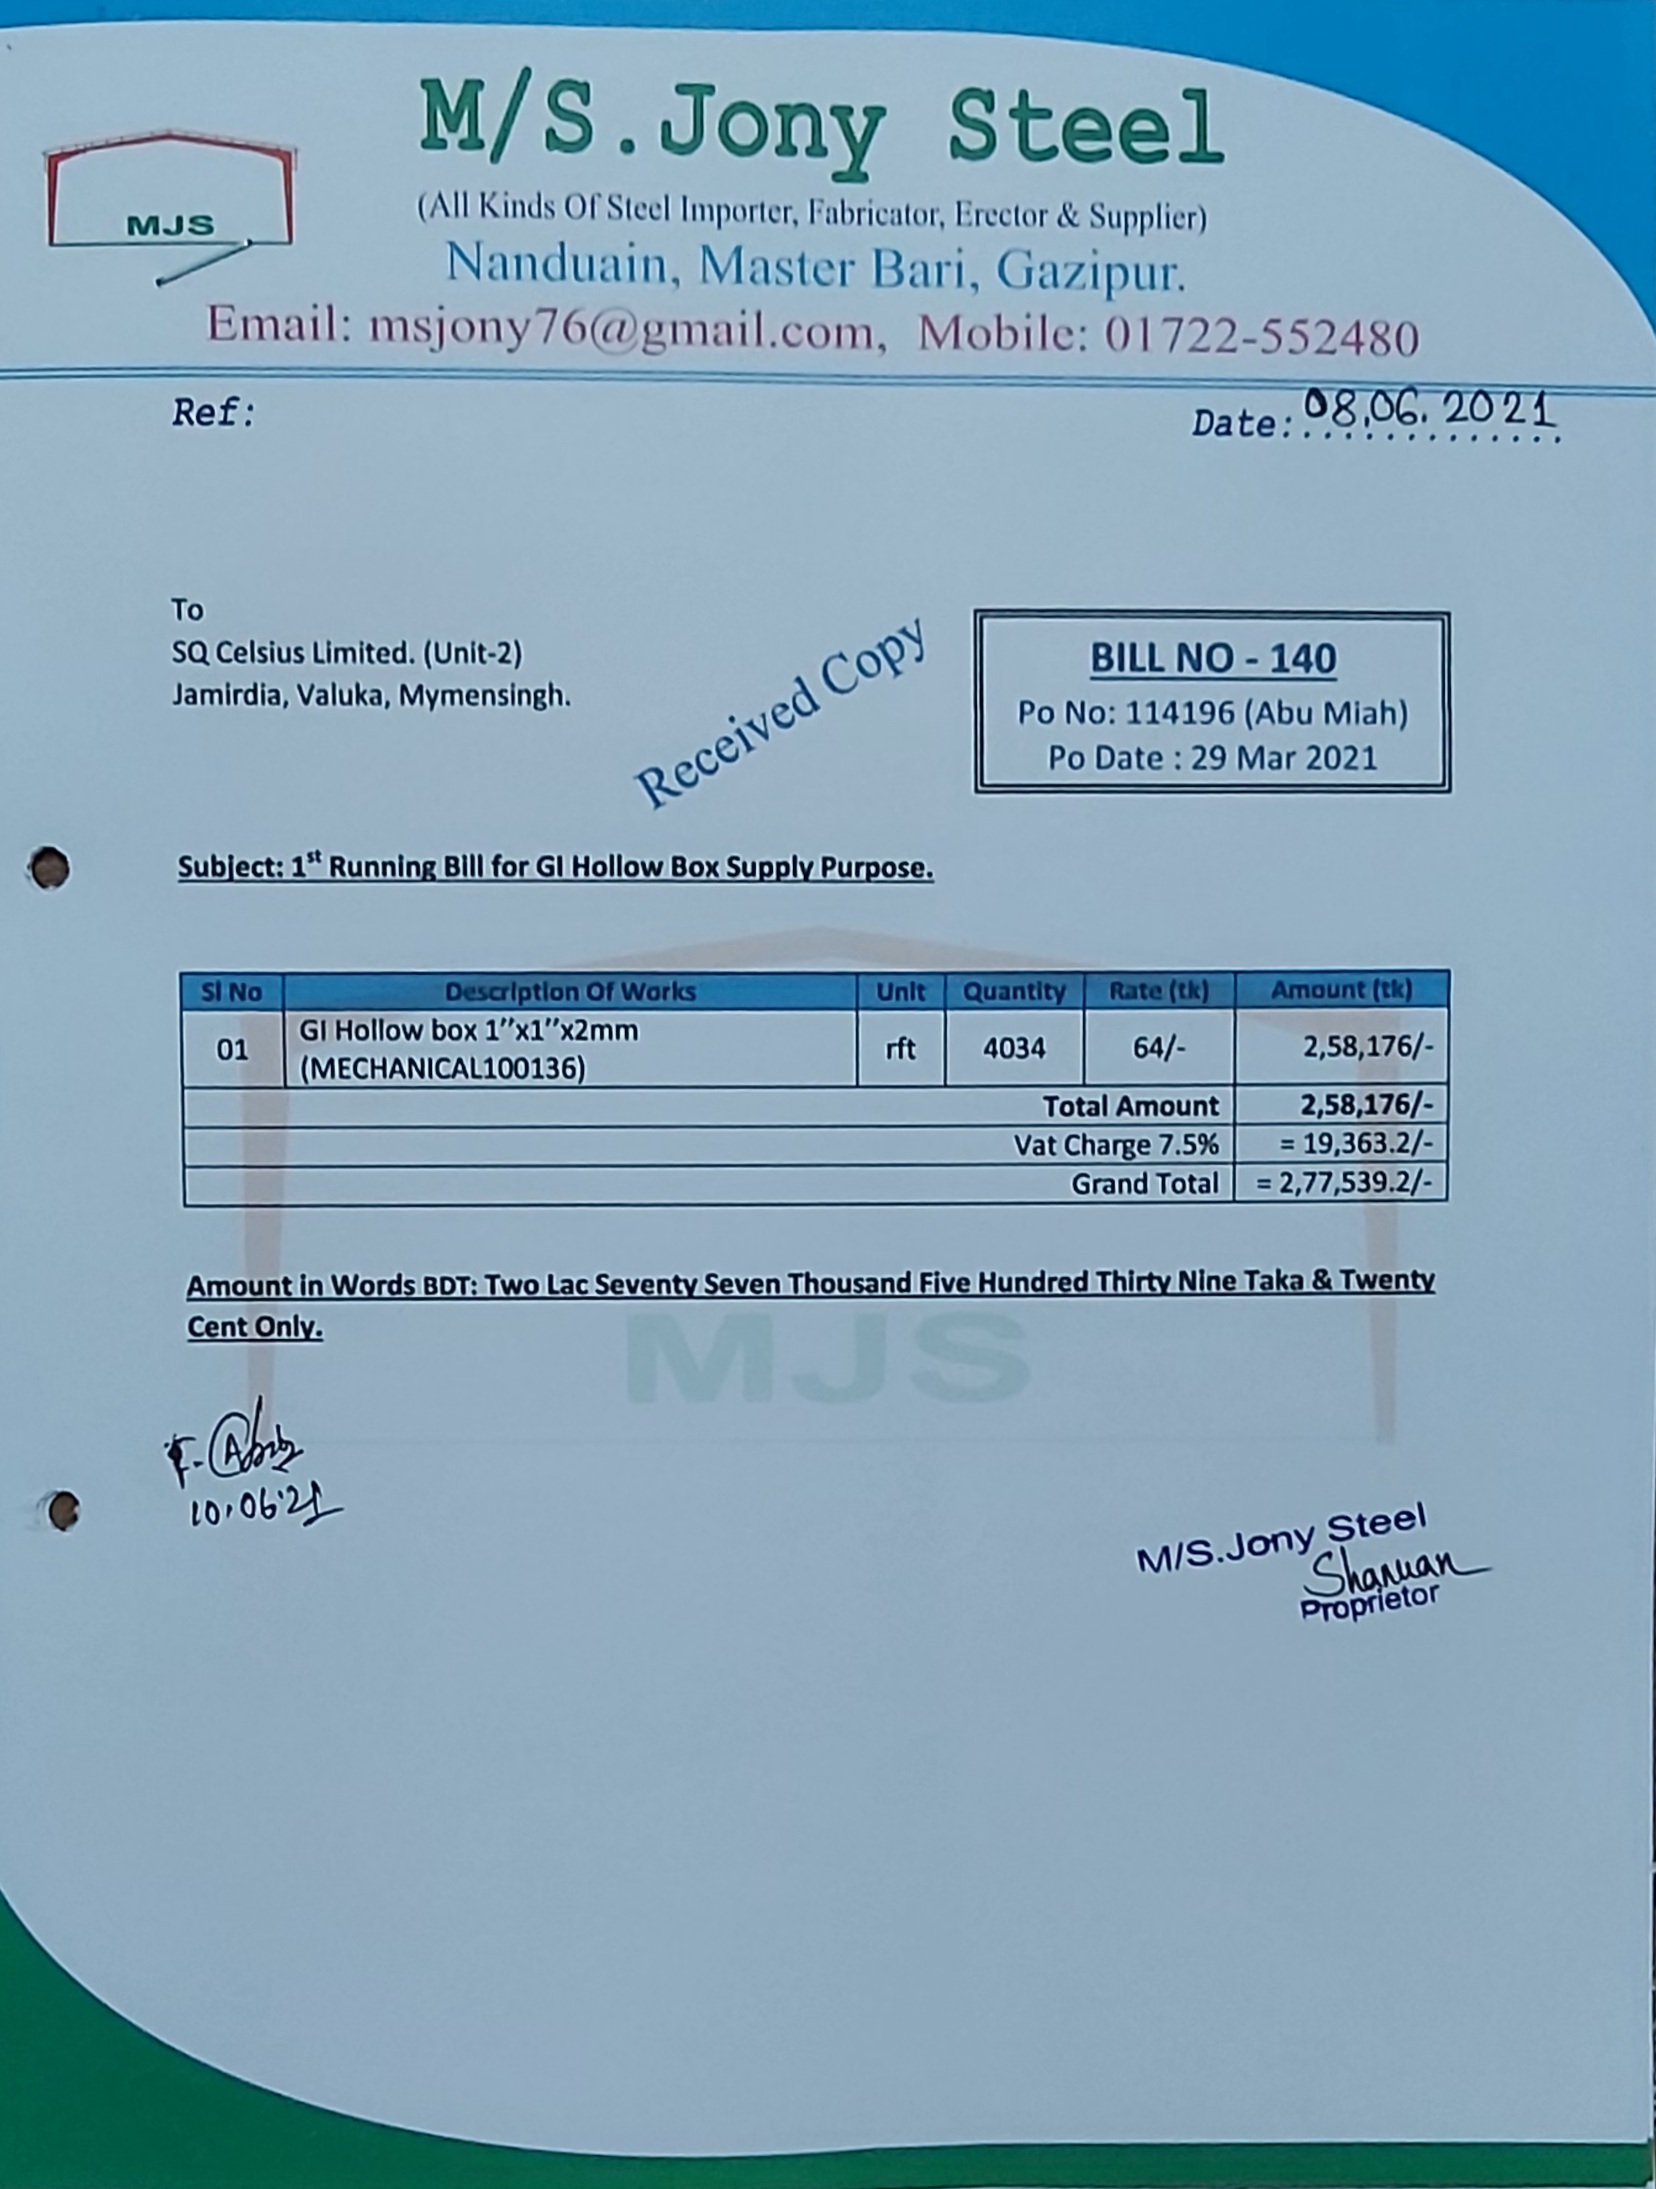 M/S.Jony Steel
MJS
(All Kinds Of Steel Importer, Fabricator, Erector & Supplier)
Nanduain, Master Bari, Gazipur.
Email: msjony76@gmail.com, Mobile: 01722-552480
Ref:
Date: 08.06.2021
To
SQ Celsius Limited. (Unit-2)
Jamirdia, Valuka, Mymensingh.
Received Copy
BILL NO - 140
Po No: 114196 (Abu Miah)
Po Date : 29 Mar 2021
Subject: 1st Running Bill for GI Hollow Box Supply Purpose.
Sl No Description Of Works Unit Quantity Rate (tk) Amount (tk)
01 GI Hollow box 1”x1”x2mm (MECHANICAL100136) rft 4034 64/- 2,58,176/-
Total Amount 2,58,176/-
Vat Charge 7.5% = 19,363.2/-
Grand Total = 2,77,539.2/-
Amount in Words BDT: Two Lac Seventy Seven Thousand Five Hundred Thirty Nine Taka & Twenty
Cent Only.
MJS
10.06.21
M/S.Jony Steel
Proprietor